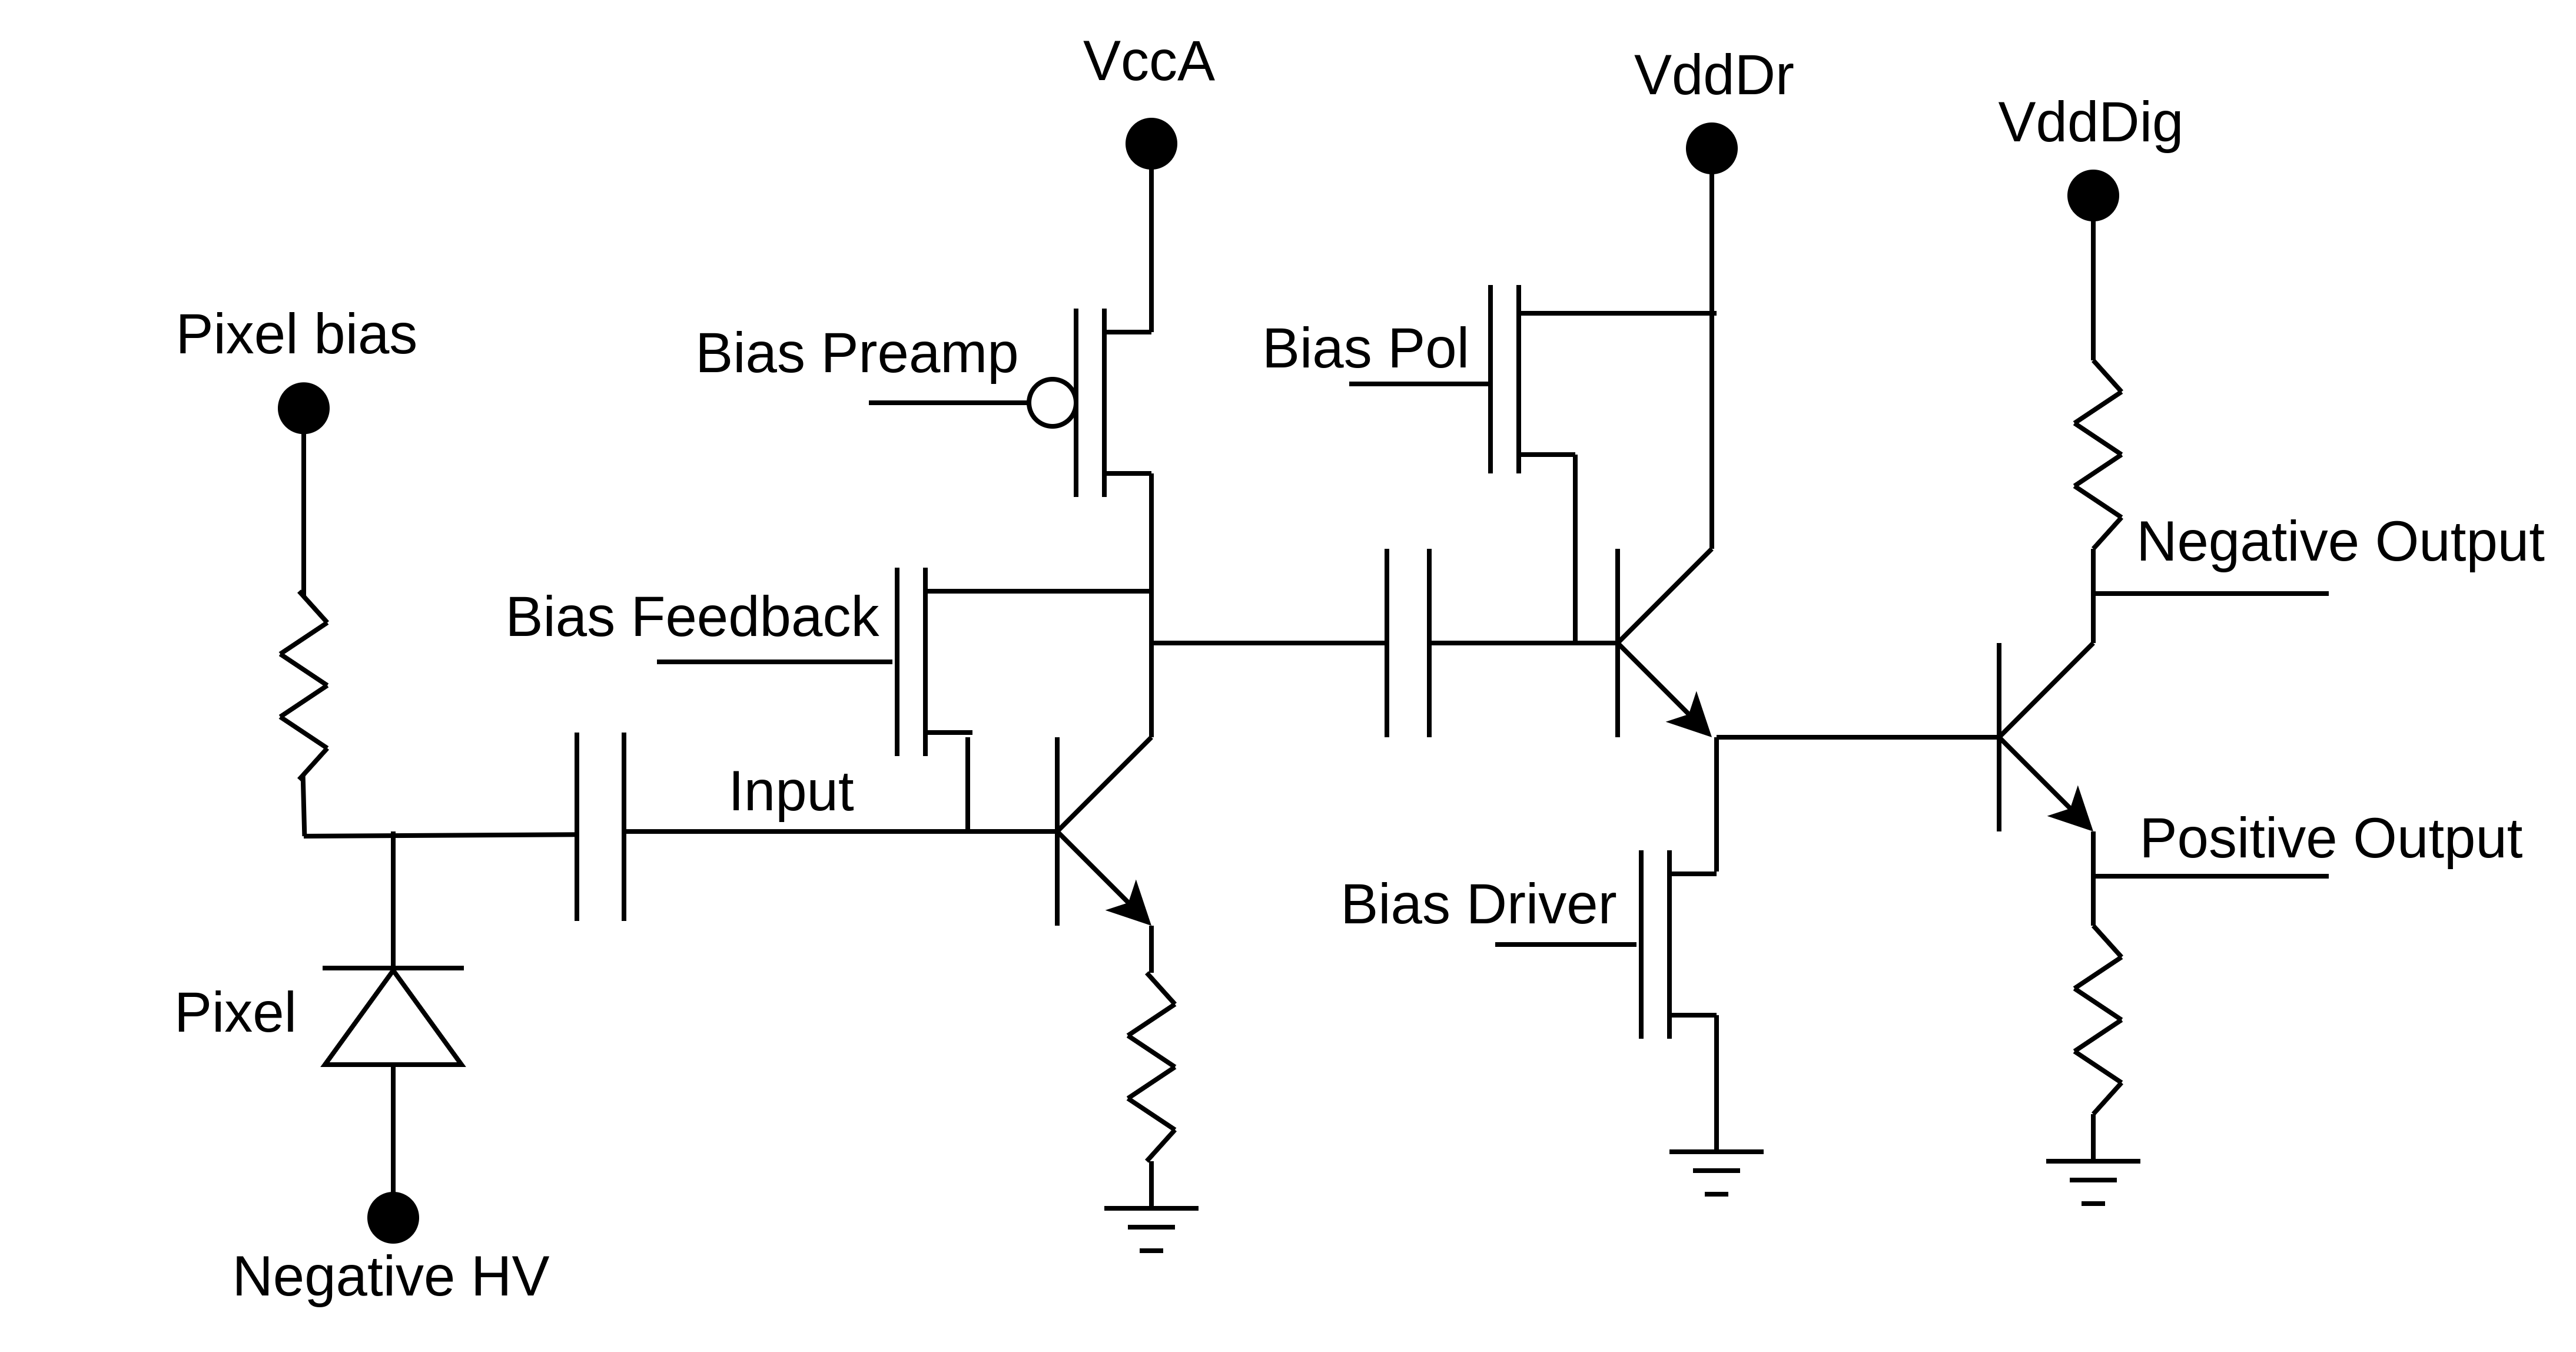 VccA
VddDr
VddDig
Pixel bias
Bias Preamp
Bias Pol
Negative Output
Bias Feedback
Input
Positive Output
Bias Driver
Pixel
Negative HV